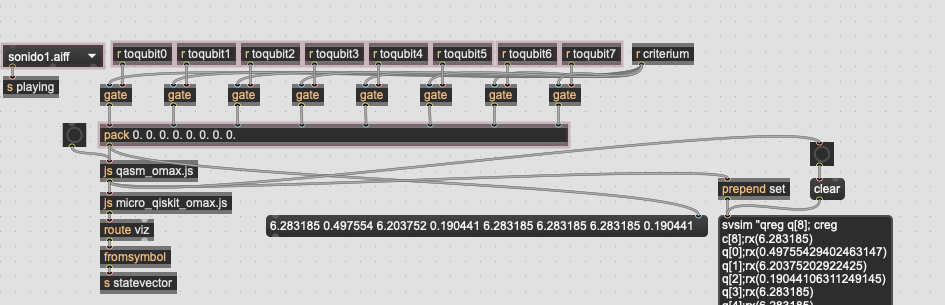 sonido1.aiff
r toqubit0
r toqubit1
r toqubit2
r toqubit3
r toqubit4
r toqubit5
r toqubit6
r toqubit7
r criterium
s playing
gate
gate
gate
gate
gate
gate
gate
gate
pack 0. 0. 0. 0. 0. 0. 0. 0.
js qasm_omax.js
prepend set
clear
js micro_qiskit_omax.js
6.283185 0.497554 6.203752 0.190441 6.283185 6.283185 6.283185 0.190441
route viz
fromsymbol
s statevector
svsim "qreg q[8]; creg
c[8];rx(6.283185)
q[0];rx(0.49755429402463147)
q[1];rx(6.20375202922425)
q[2];rx(0.19044106311249145)
q[3];rx(6.283185)
q[4];rx(6.283185)